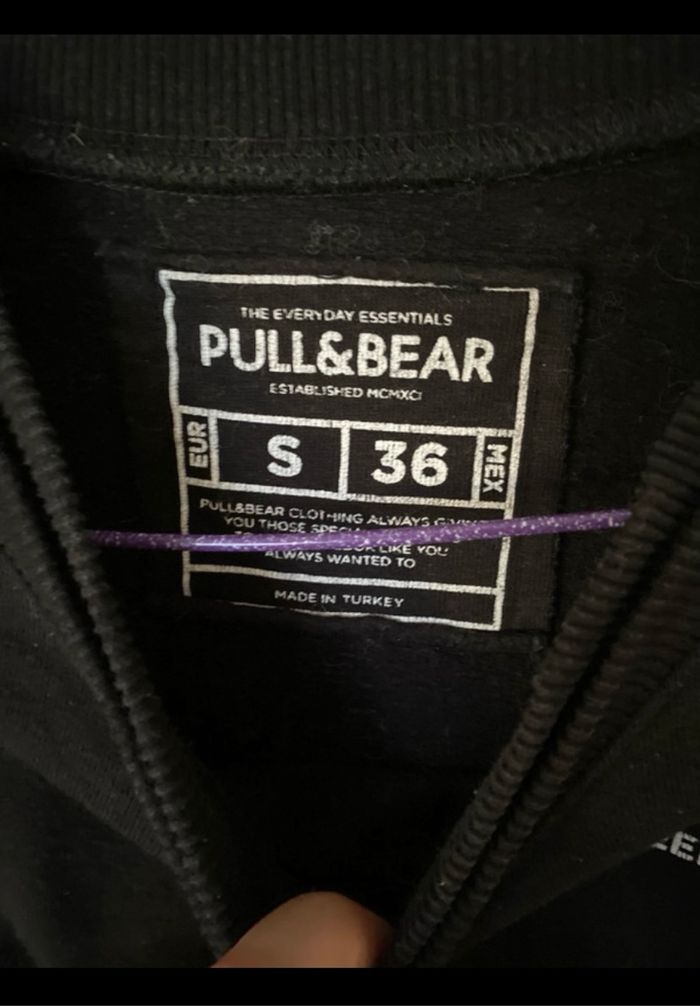 THE EVERYDAY ESSENTIALS
PULL&BEAR
ESTABLISHED MCMXCI
EUR S 36 MEX
PULL&BEAR CLOTHING ALWAYS
YOU THOSE
LIKE YOU
ALWAYS WANTED TO
MADE IN TURKEY